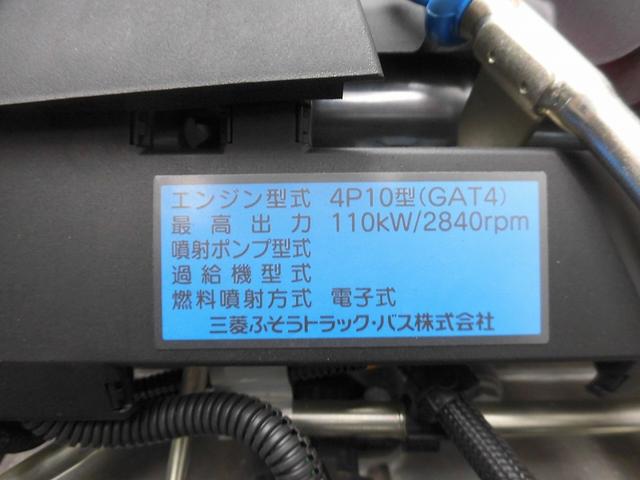 エンジン型式 4P10型(GAT4)
最高出力 110kW/2840rpm
噴射ポンプ型式
過給機型式
燃料噴射方式 電子式
三菱ふそうトラック・バス株式会社